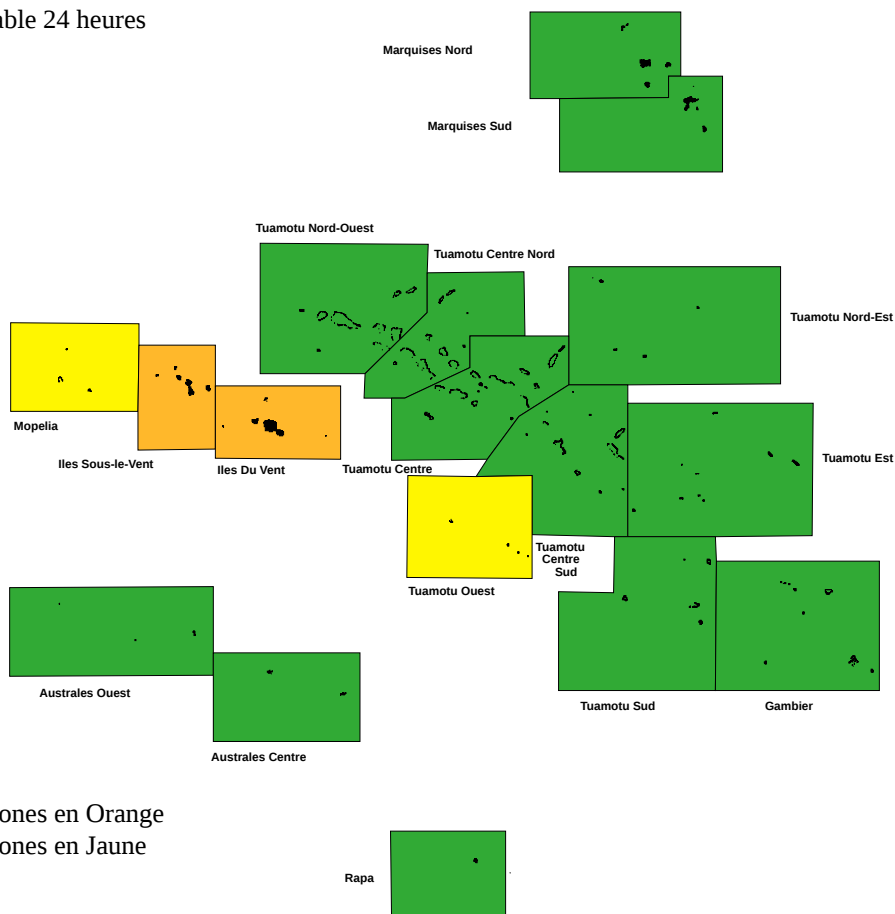 able 24 heures
Marquises Nord
Marquises Sud
Tuamotu Nord-Ouest
Tuamotu Centre Nord
Tuamotu Nord-Est
Mopelia
Iles Sous-le-Vent
Iles Du Vent
Tuamotu Centre
Tuamotu Est
Tuamotu
Centre
Sud
Tuamotu Ouest
Australes Ouest
Tuamotu Sud
Gambier
Australes Centre
ones en Orange
ones en Jaune
Rapa